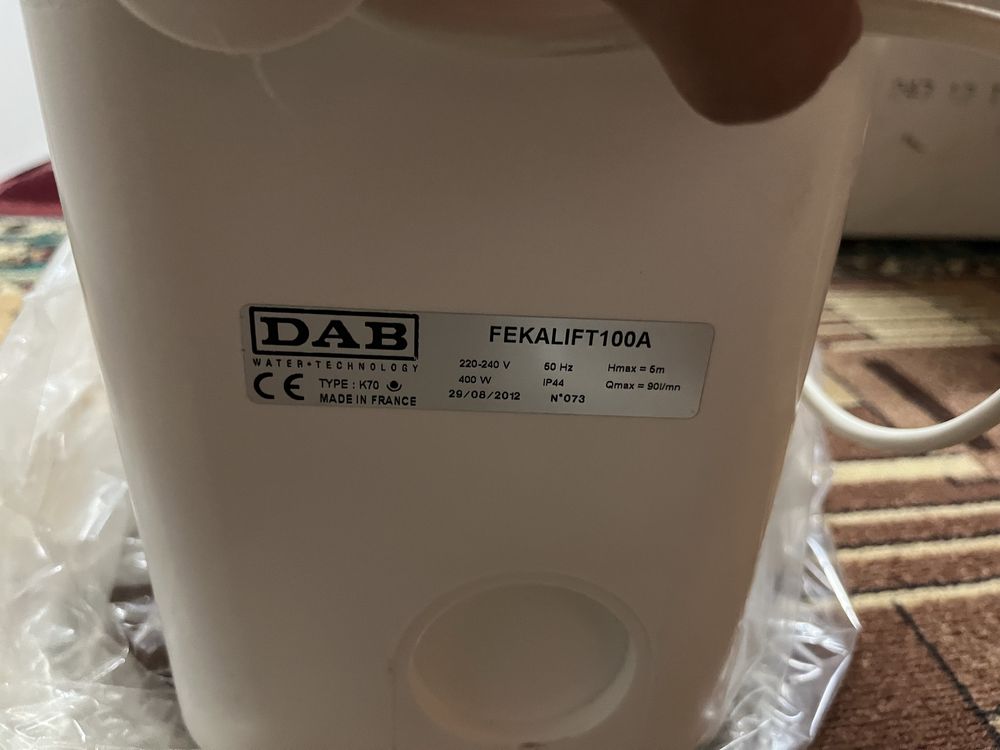 DAB
WATER•TECHNOLOGY
CE TYPE : K70
MADE IN FRANCE
FEKALIFT100A
220-240 V 50 Hz Hmax = 5m
400 W IP44 Qmax = 90l/mn
29/08/2012 N°073